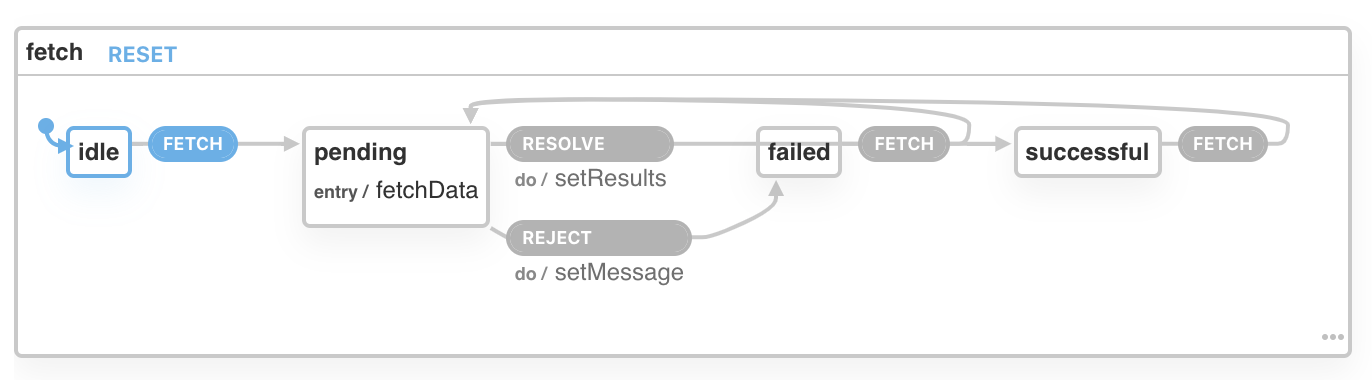 fetch RESET
idle FETCH pending RESOLVE failed FETCH successful FETCH
entry / fetchData do / setResults
REJECT
do / setMessage